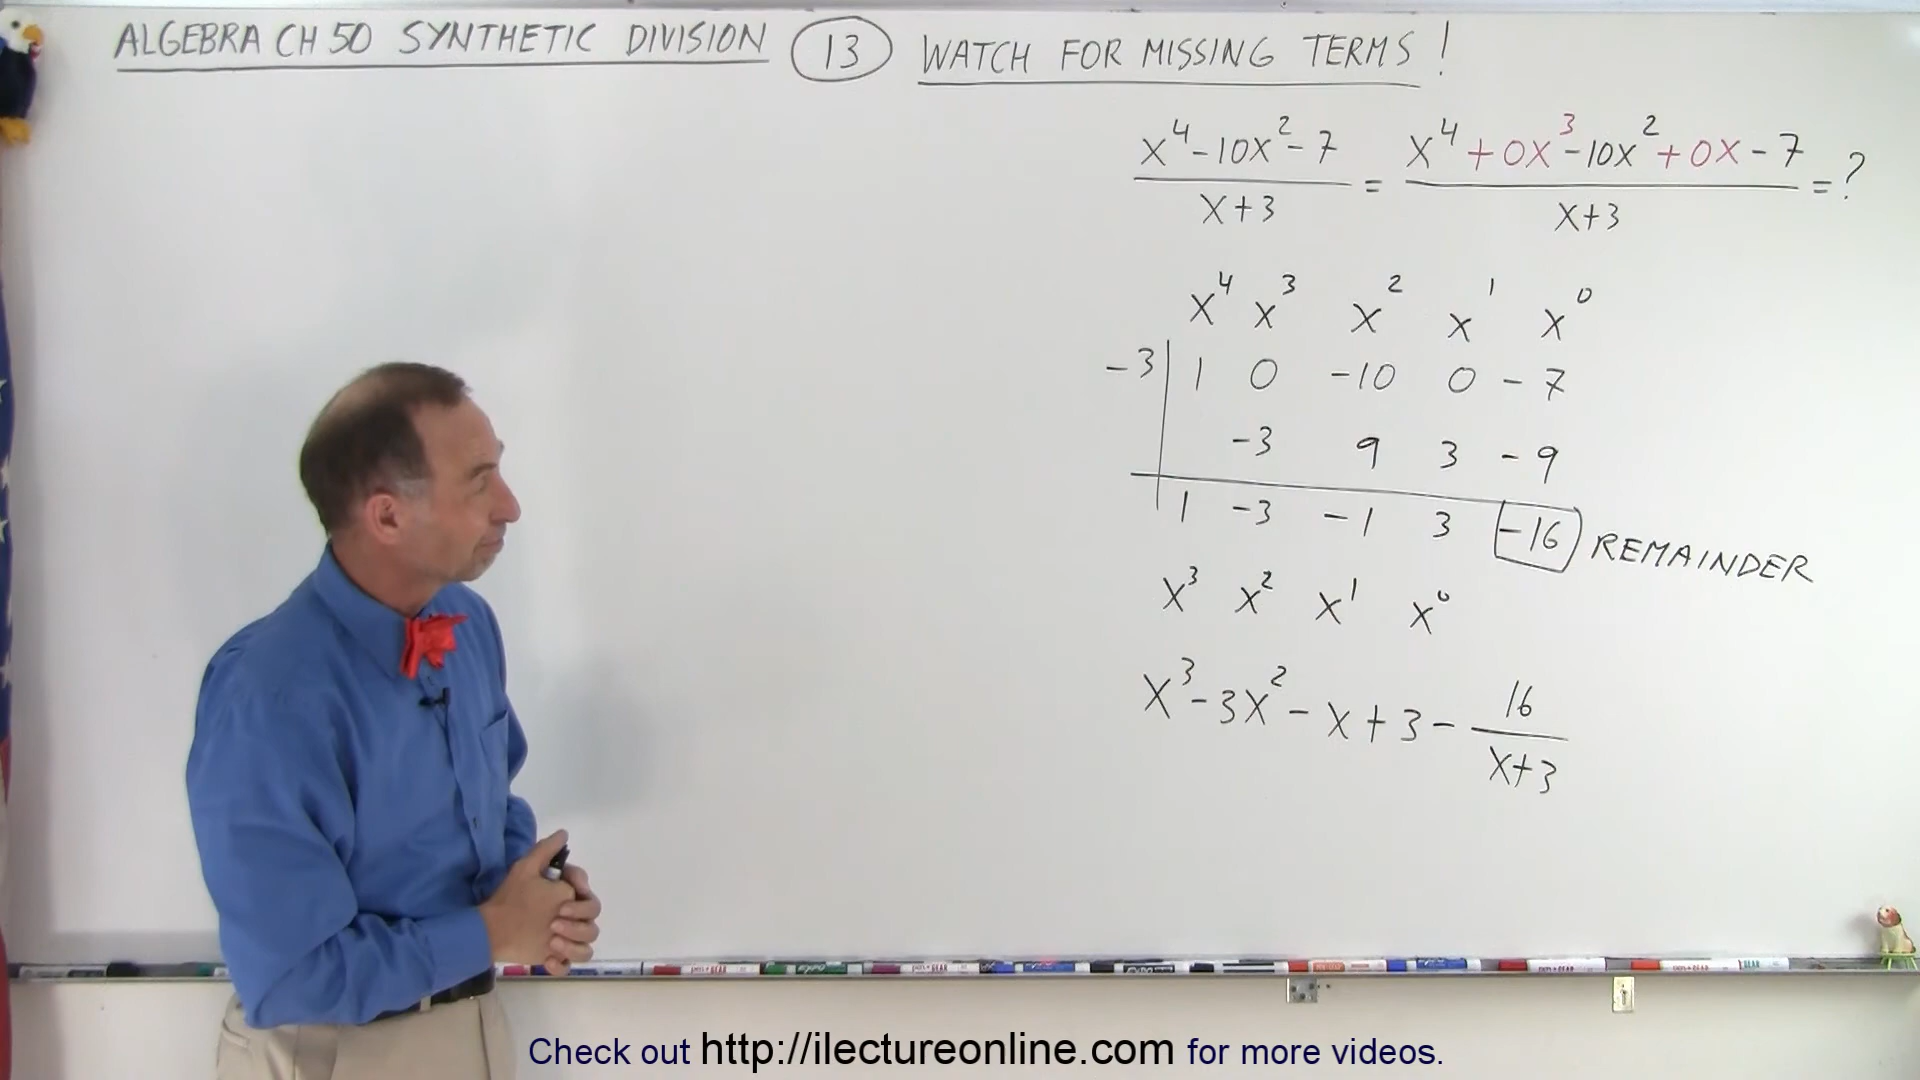 ALGEBRA CH 50 SYNTHETIC DIVISION 13 WATCH FOR MISSING TERMS!
x⁴-10x²-7 / x+3 = x⁴+0x³-10x²+0x-7 / x+3 = ?
x⁴ x³ x² x¹ x⁰
-3 | 1 0 -10 0 -7
-3 9 3 -9
1 -3 -1 3 -16 REMAINDER
x³ x² x¹ x⁰
x³-3x²-x+3- 16 / x+3
Check out http://ilectureonline.com for more videos.